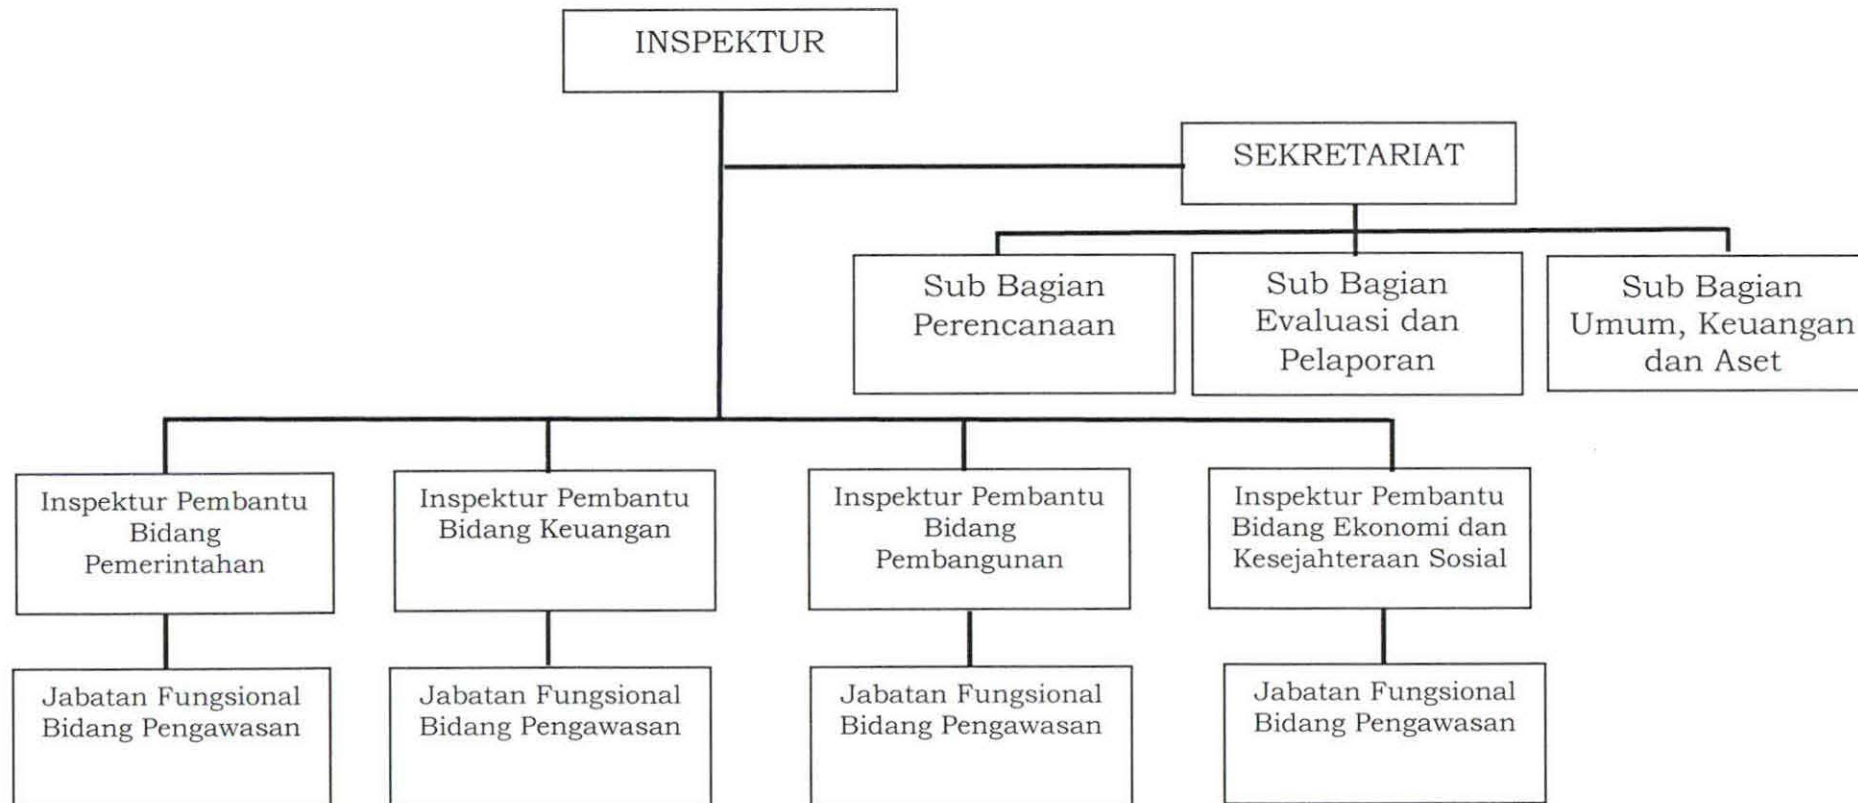 INSPEKTUR
SEKRETARIAT
Sub Bagian
Perencanaan
Sub Bagian
Evaluasi dan
Pelaporan
Sub Bagian
Umum, Keuangan
dan Aset
Inspektur Pembantu
Bidang
Pemerintahan
Inspektur Pembantu
Bidang Keuangan
Inspektur Pembantu
Bidang
Pembangunan
Inspektur Pembantu
Bidang Ekonomi dan
Kesejahteraan Sosial
Jabatan Fungsional
Bidang Pengawasan
Jabatan Fungsional
Bidang Pengawasan
Jabatan Fungsional
Bidang Pengawasan
Jabatan Fungsional
Bidang Pengawasan